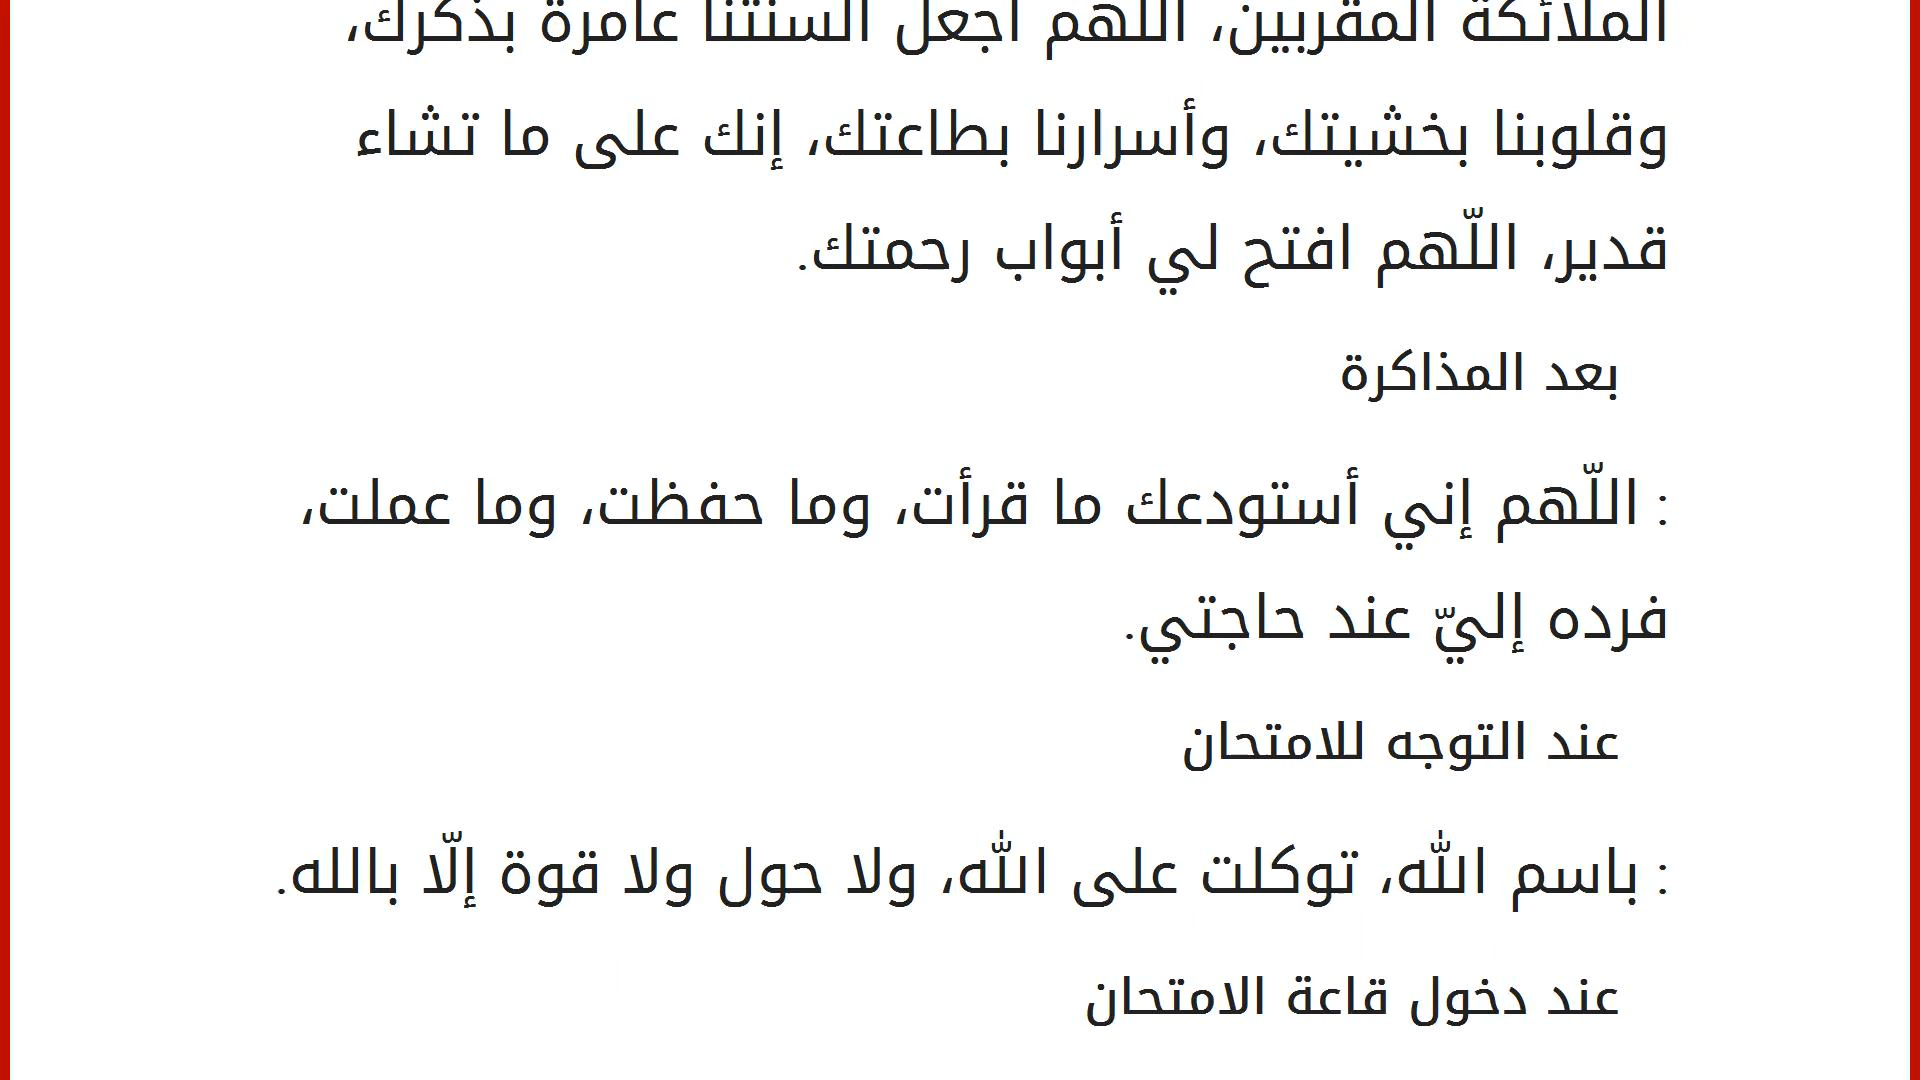 الملائكة المقربين، اللهم اجعل ألسنتنا عامرة بذكرك،
وقلوبنا بخشيتك، وأسرارنا بطاعتك، إنك على ما تشاء
قدير، اللّهم افتح لي أبواب رحمتك.
بعد المذاكرة
: اللّهم إني أستودعك ما قرأت، وما حفظت، وما عملت،
فرده إليّ عند حاجتي.
عند التوجه للامتحان
: باسم الله، توكلت على الله، ولا حول ولا قوة إلّا بالله.
عند دخول قاعة الامتحان